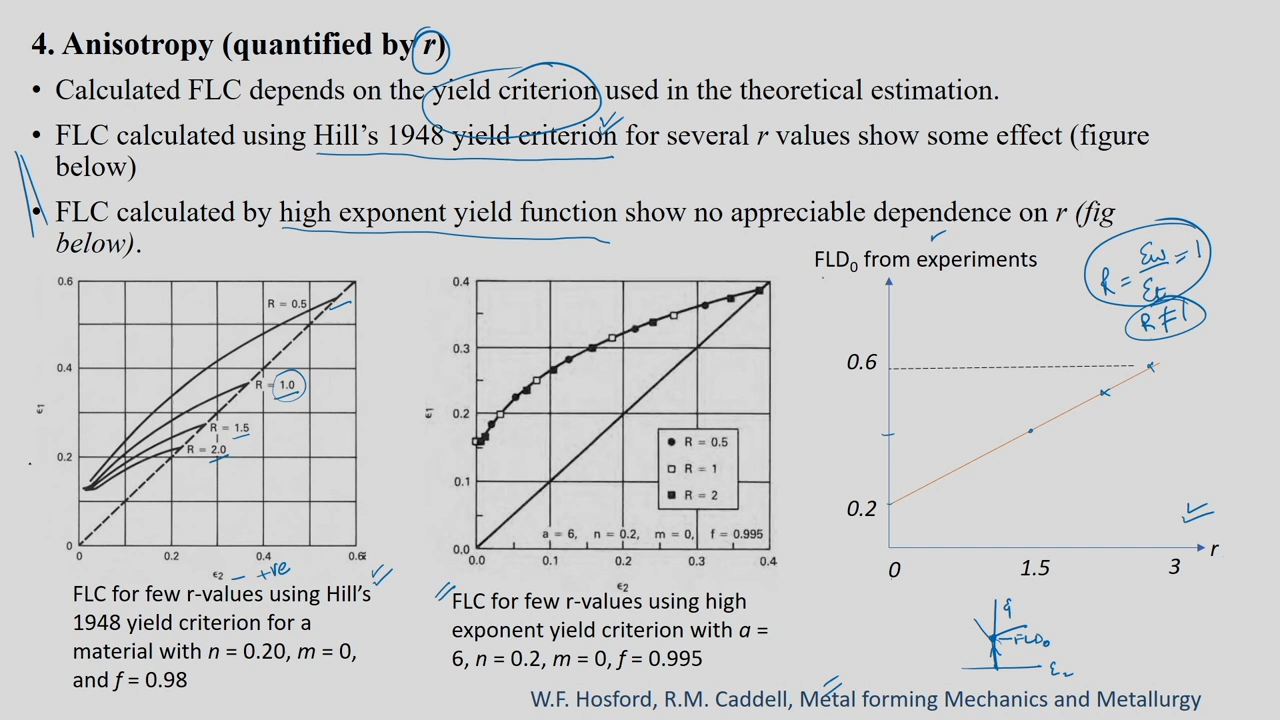 4. Anisotropy (quantified by r)
• Calculated FLC depends on the yield criterion used in the theoretical estimation.
• FLC calculated using Hill's 1948 yield criterion for several r values show some effect (figure
below)
• FLC calculated by high exponent yield function show no appreciable dependence on r (fig
below).
r
FLD0 from experiments
R = εw/εt = 1
R ≠ 1
0.6
0.4
0.2
0
ε1
R = 0.5
R = 1.0
R = 1.5
R = 2.0
0 0.2 0.4 0.6
ε2 +ve
FLC for few r-values using Hill's
1948 yield criterion for a
material with n = 0.20, m = 0,
and f = 0.98
0.4
0.3
0.2
0.1
0.0
ε1
R = 0.5
R = 1
R = 2
a = 6, n = 0.2, m = 0, f = 0.995
0.0 0.1 0.2 0.3 0.4
ε2
FLC for few r-values using high
exponent yield criterion with a =
6, n = 0.2, m = 0, f = 0.995
0.6
0.2
0 1.5 3
r
ε1
FLD0
ε2
W.F. Hosford, R.M. Caddell, Metal forming Mechanics and Metallurgy